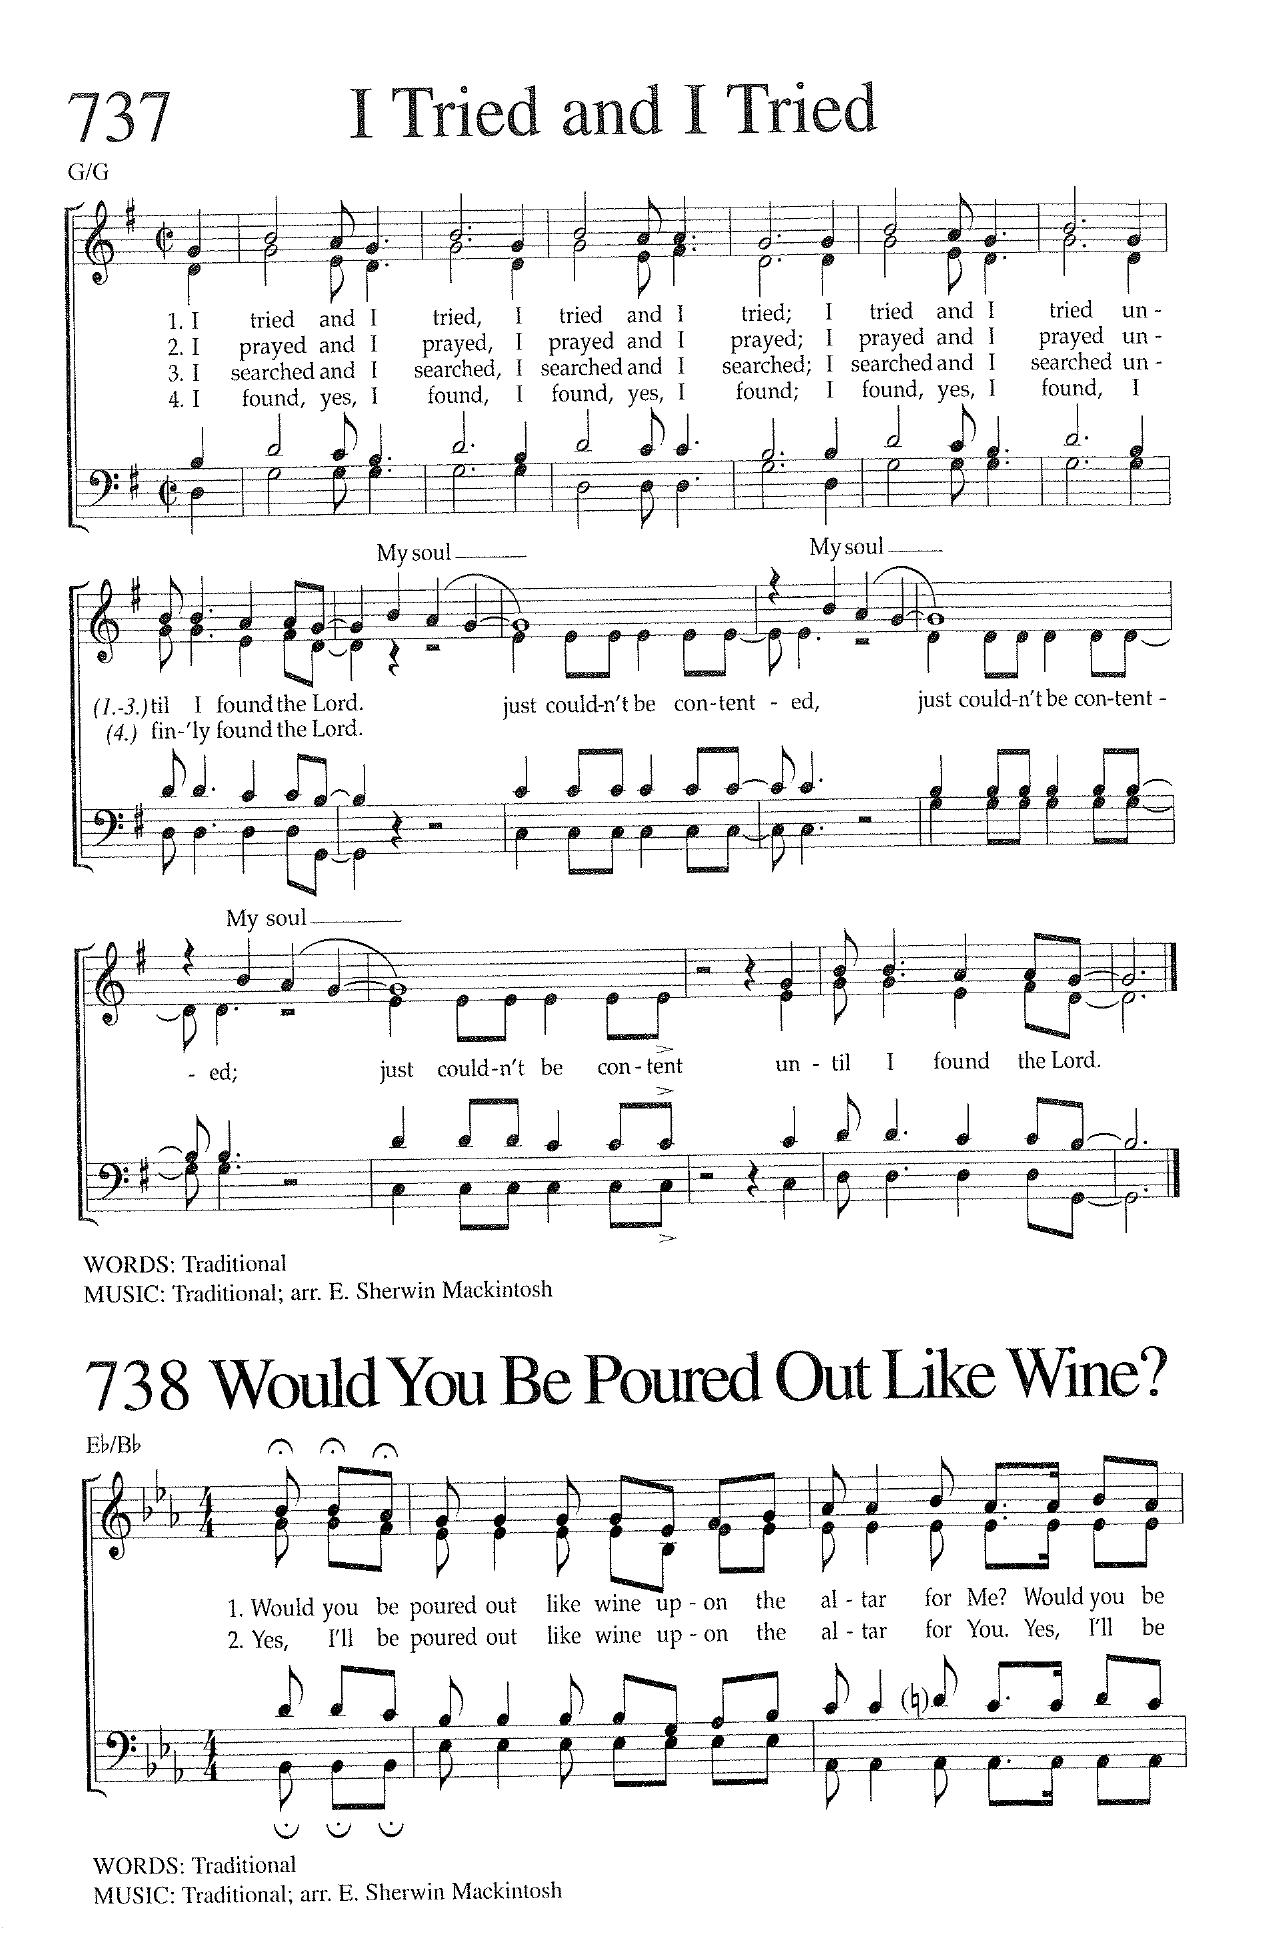 737 I Tried and I Tried
G/G
1. I tried and I tried, I tried and I tried; I tried and I tried un -
2. I prayed and I prayed, I prayed and I prayed; I prayed and I prayed un -
3. I searched and I searched, I searched and I searched; I searched and I searched un -
4. I found, yes, I found, I found, yes, I found; I found, yes, I found, I
My soul My soul
(1.-3.) til I found the Lord. just could-n't be con-tent - ed, just could-n't be con-tent -
(4.) fin-'ly found the Lord.
My soul
- ed; just could-n't be con - tent un - til I found the Lord.
WORDS: Traditional
MUSIC: Traditional; arr. E. Sherwin Mackintosh
738 Would You Be Poured Out Like Wine?
E♭/B♭
4/4
1. Would you be poured out like wine up - on the al - tar for Me? Would you be
2. Yes, I'll be poured out like wine up - on the al - tar for You. Yes, I'll be
4/4
WORDS: Traditional
MUSIC: Traditional; arr. E. Sherwin Mackintosh